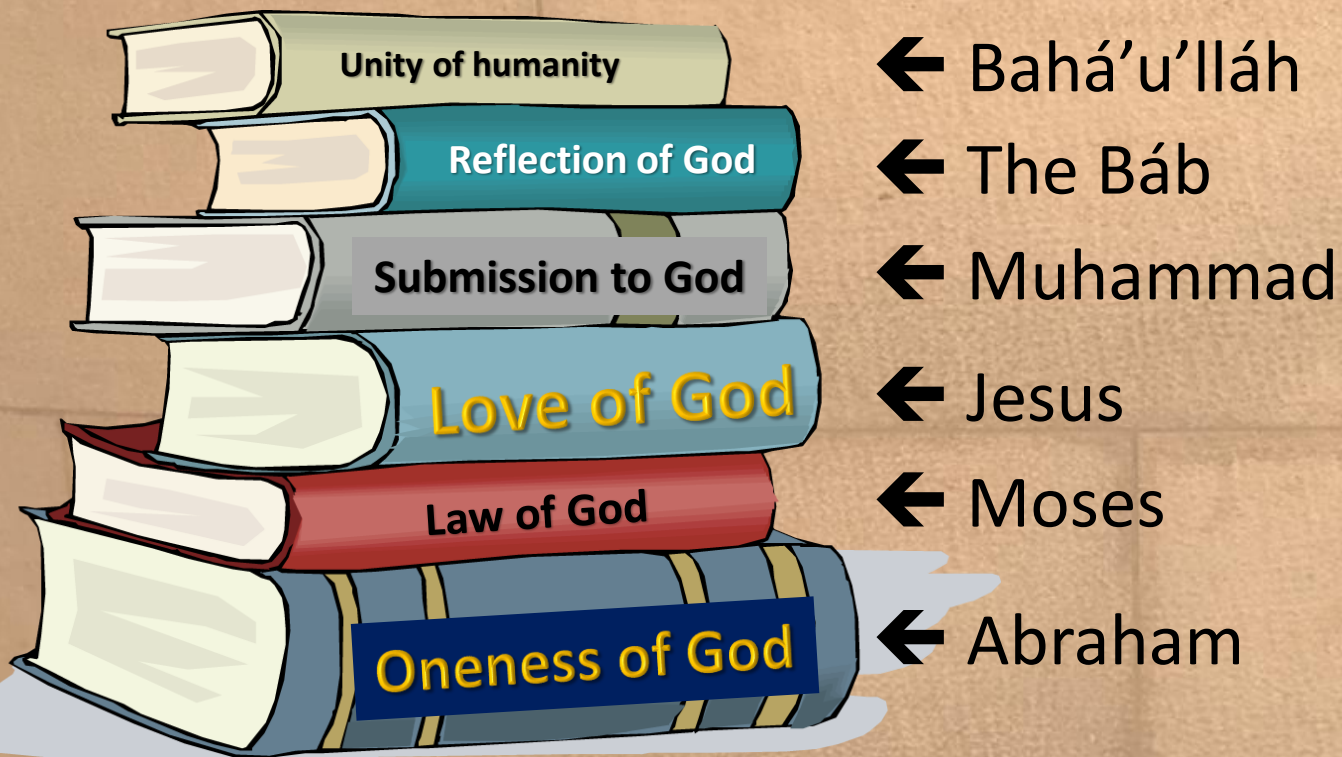 Unity of humanity
🡸 Bahá’u’lláh
Reflection of God
🡸 The Báb
Submission to God
🡸 Muhammad
Love of God
🡸 Jesus
Law of God
🡸 Moses
Oneness of God
🡸 Abraham